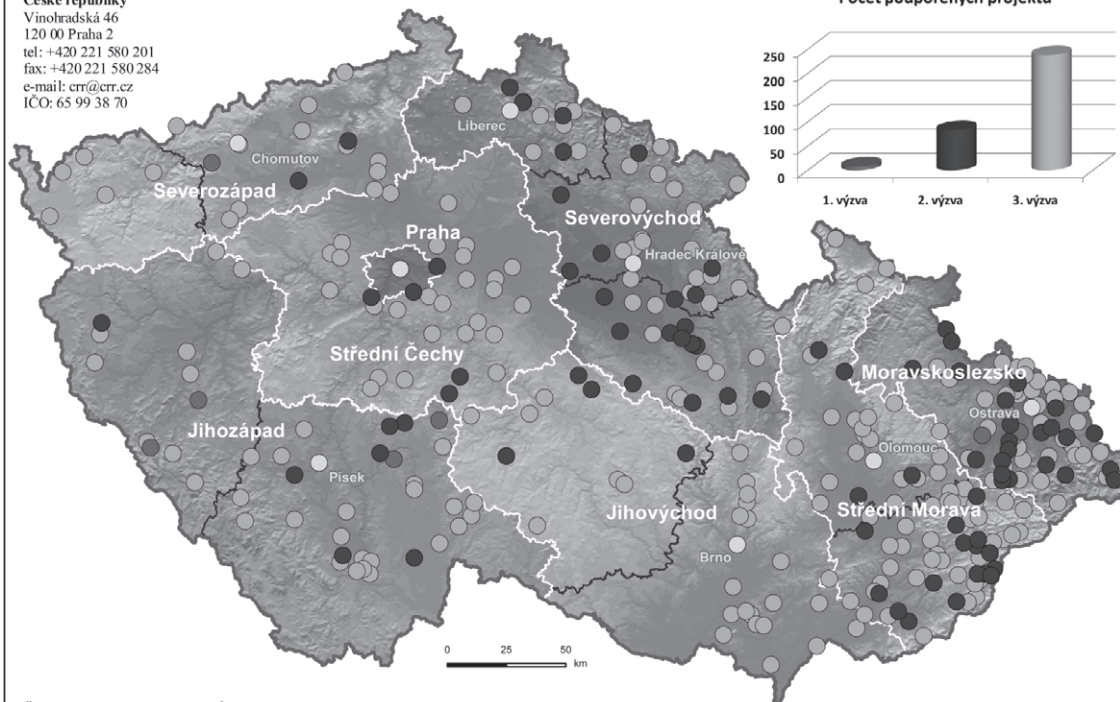 České republiky
Vinohradská 46
120 00 Praha 2
tel: +420 221 580 201
fax: +420 221 580 284
e-mail: crr@crr.cz
IČO: 65 99 38 70
Počet podpořených projektů
250
200
150
100
50
0
1. výzva
2. výzva
3. výzva
Liberec
Chomutov
Severozápad
Severovýchod
Praha
Hradec Králové
Střední Čechy
Moravskoslezsko
Ostrava
Jihozápad
Olomouc
Písek
Jihovýchod
Střední Morava
Brno
0 25 50
km